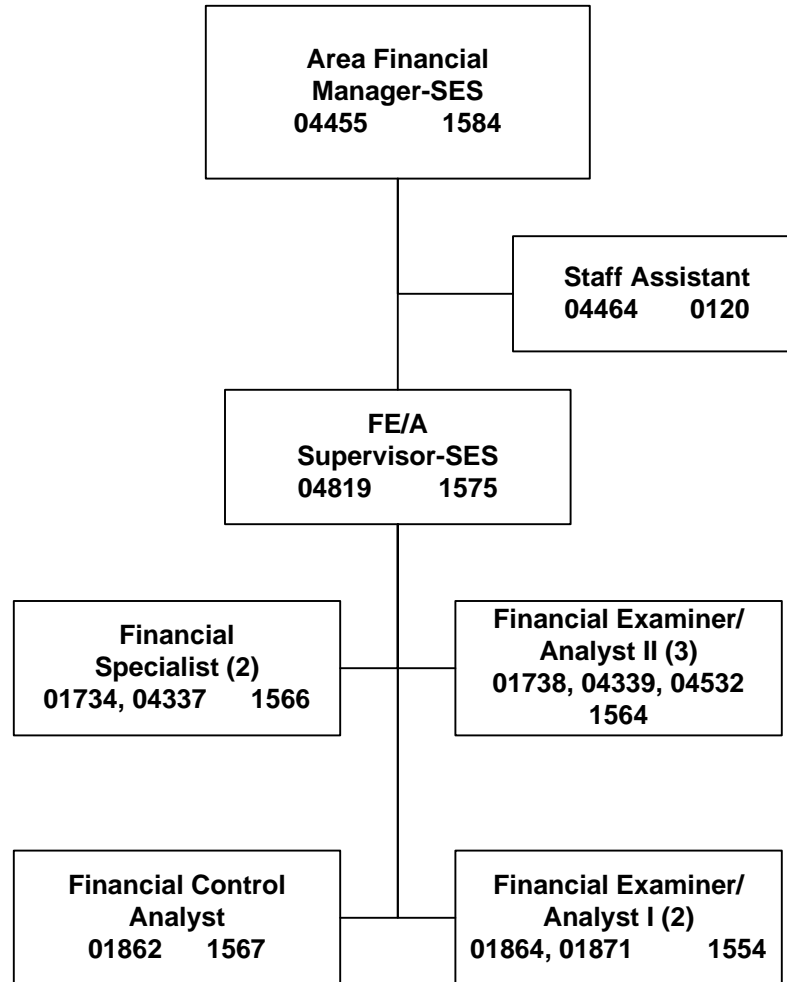 Area Financial
Manager-SES
04455 1584
Staff Assistant
04464 0120
FE/A
Supervisor-SES
04819 1575
Financial
Specialist (2)
01734, 04337 1566
Financial Examiner/
Analyst II (3)
01738, 04339, 04532
1564
Financial Control
Analyst
01862 1567
Financial Examiner/
Analyst I (2)
01864, 01871 1554